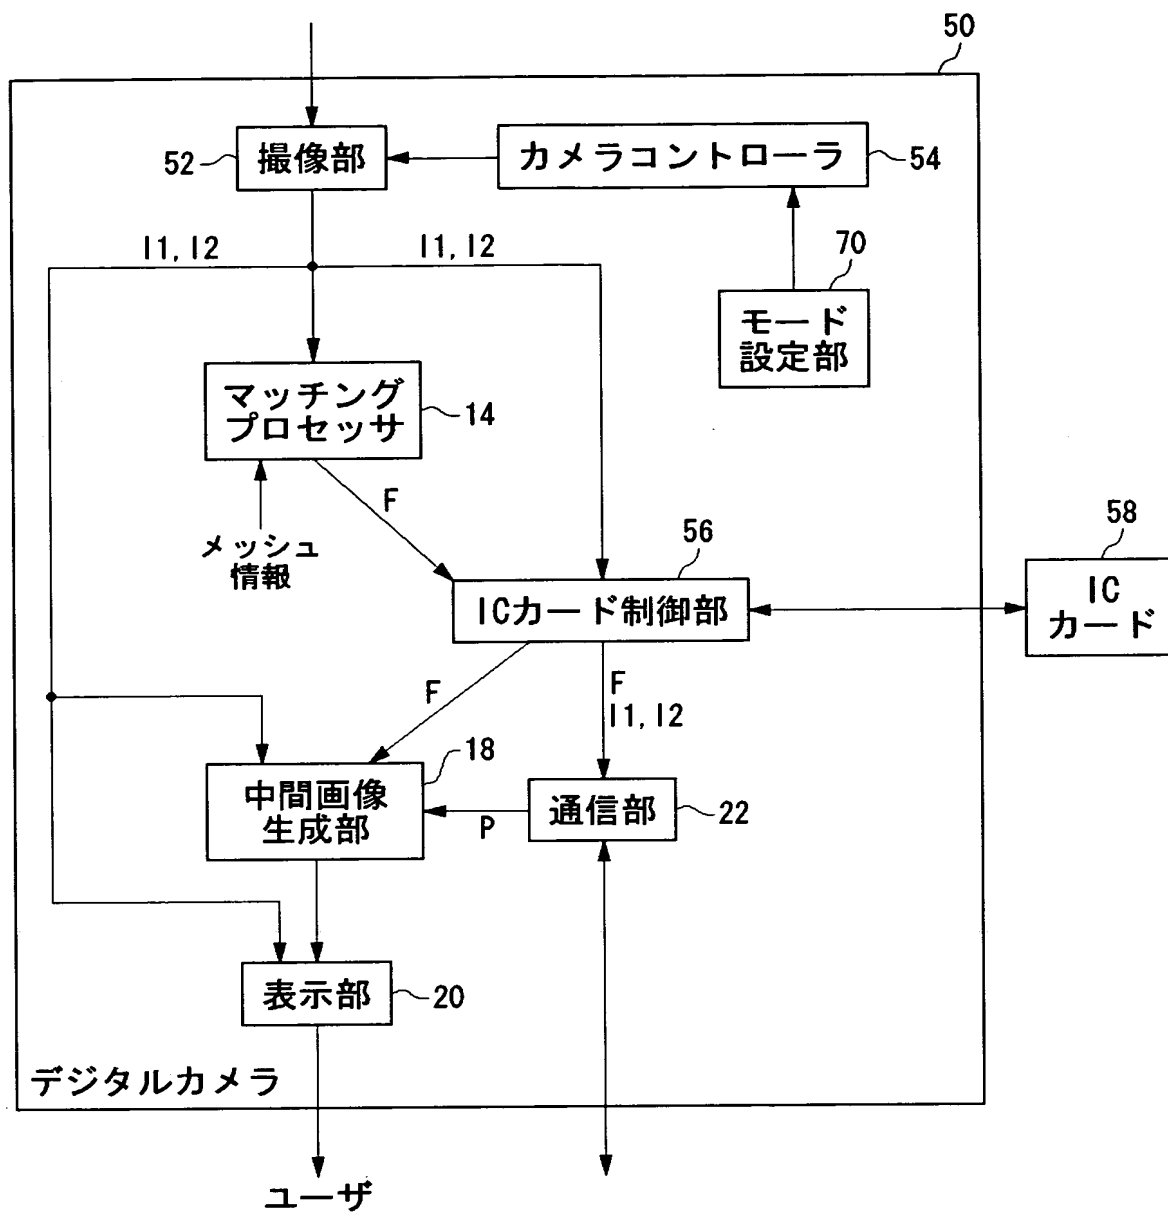 50
撮像部
52
カメラコントローラ
54
I1, I2
I1, I2
70
モード
設定部
マッチング
プロセッサ
14
F
メッシュ
情報
56
ICカード制御部
58
IC
カード
F
F
I1, I2
18
中間画像
生成部
P
通信部
22
表示部
20
デジタルカメラ
ユーザ